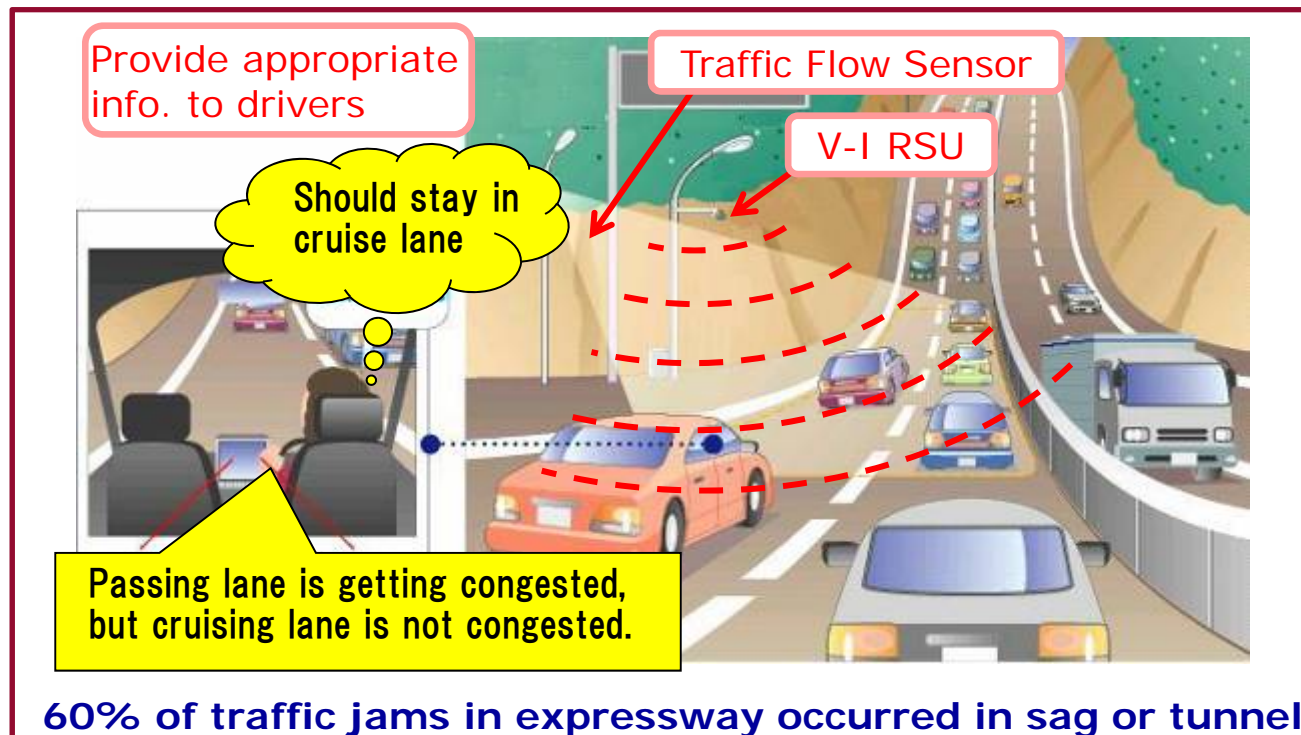 Provide appropriate
info. to drivers
Traffic Flow Sensor
V-I RSU
Should stay in
cruise lane
Passing lane is getting congested,
but cruising lane is not congested.
60% of traffic jams in expressway occurred in sag or tunnel